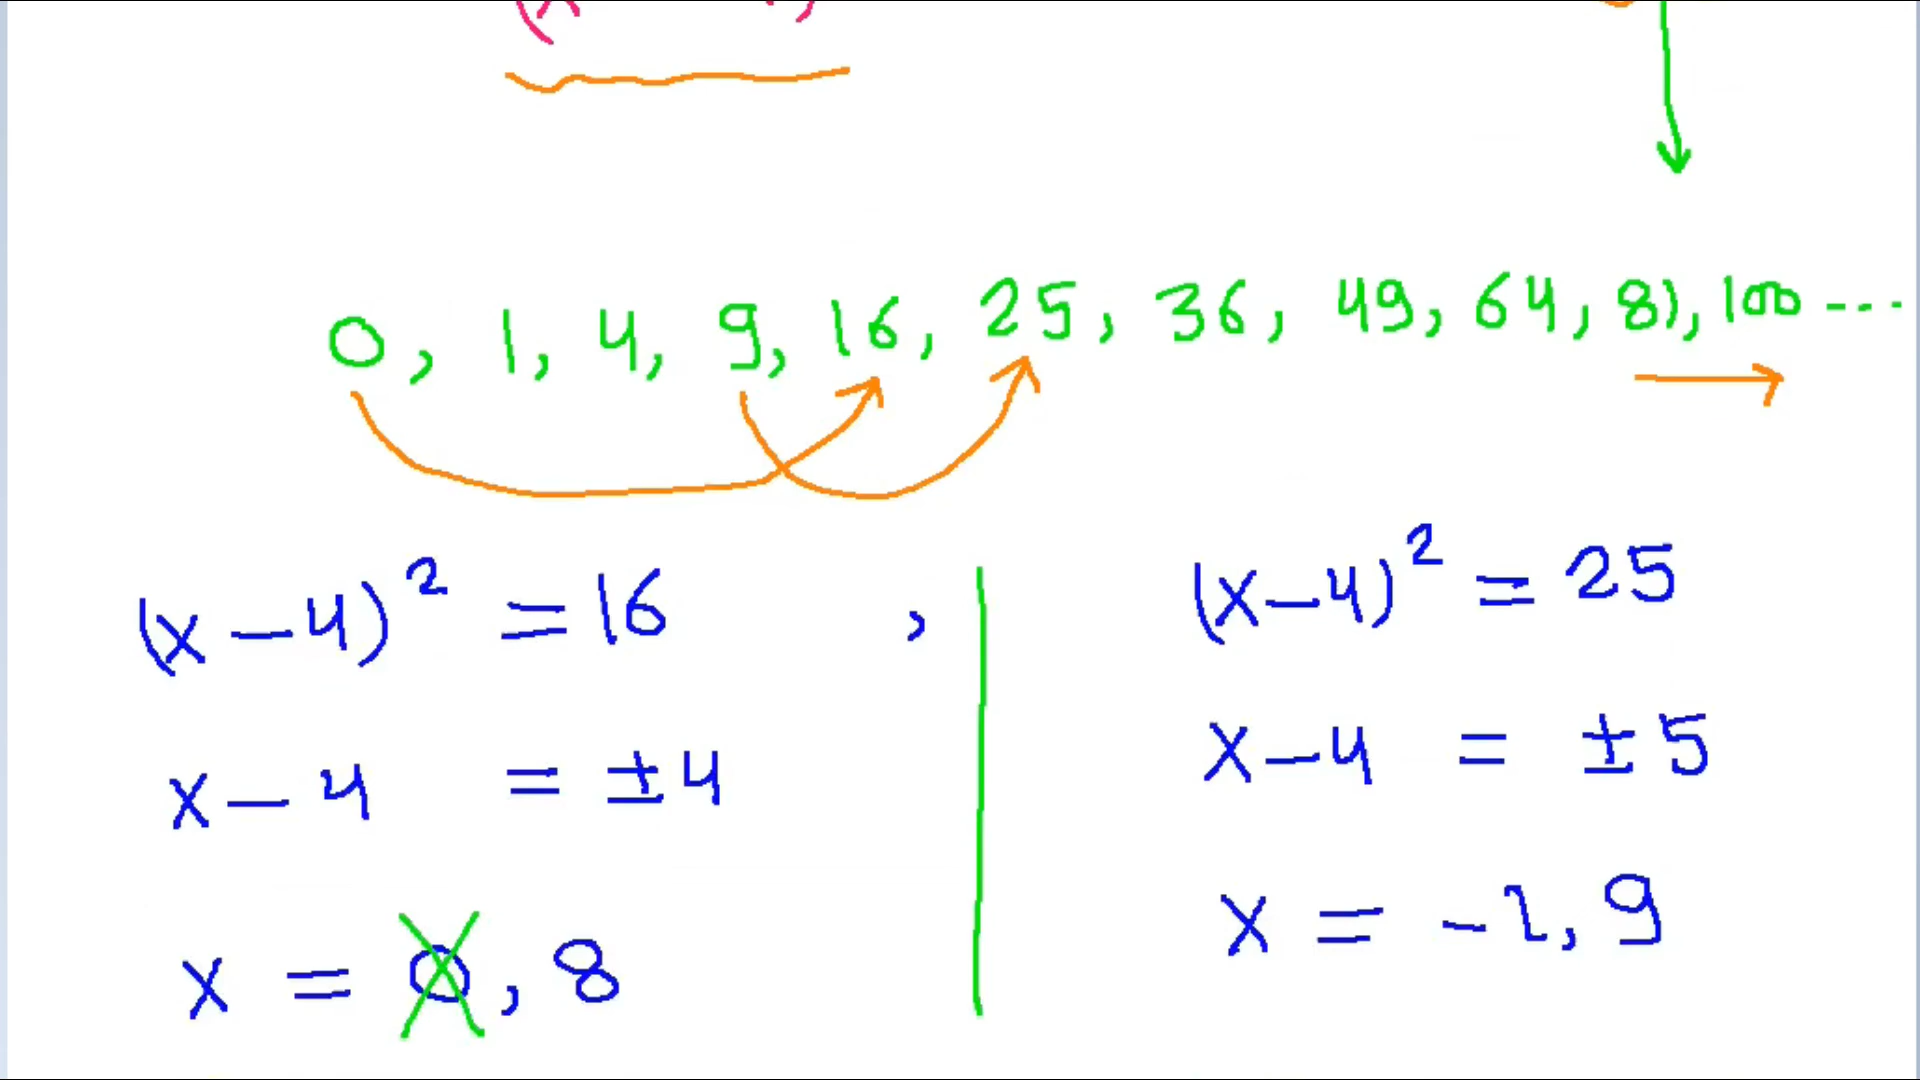 0, 1, 4, 9, 16, 25, 36, 49, 64, 81, 100 ---
(x-4)² = 16 , (x-4)² = 25
x-4 = ±4 x-4 = ±5
x = 0, 8 x = -1, 9